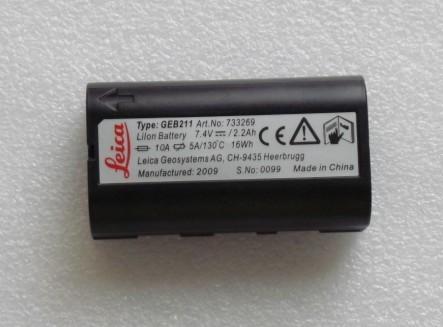 Leica
Type: GEB211 Art.No: 733269
LiIon Battery 7.4V⎓/2.2Ah
10A 5A/130°C 16Wh
Leica Geosystems AG, CH-9435 Heerbrugg
Manufactured: 2009 S.No: 0099 Made in China
CE